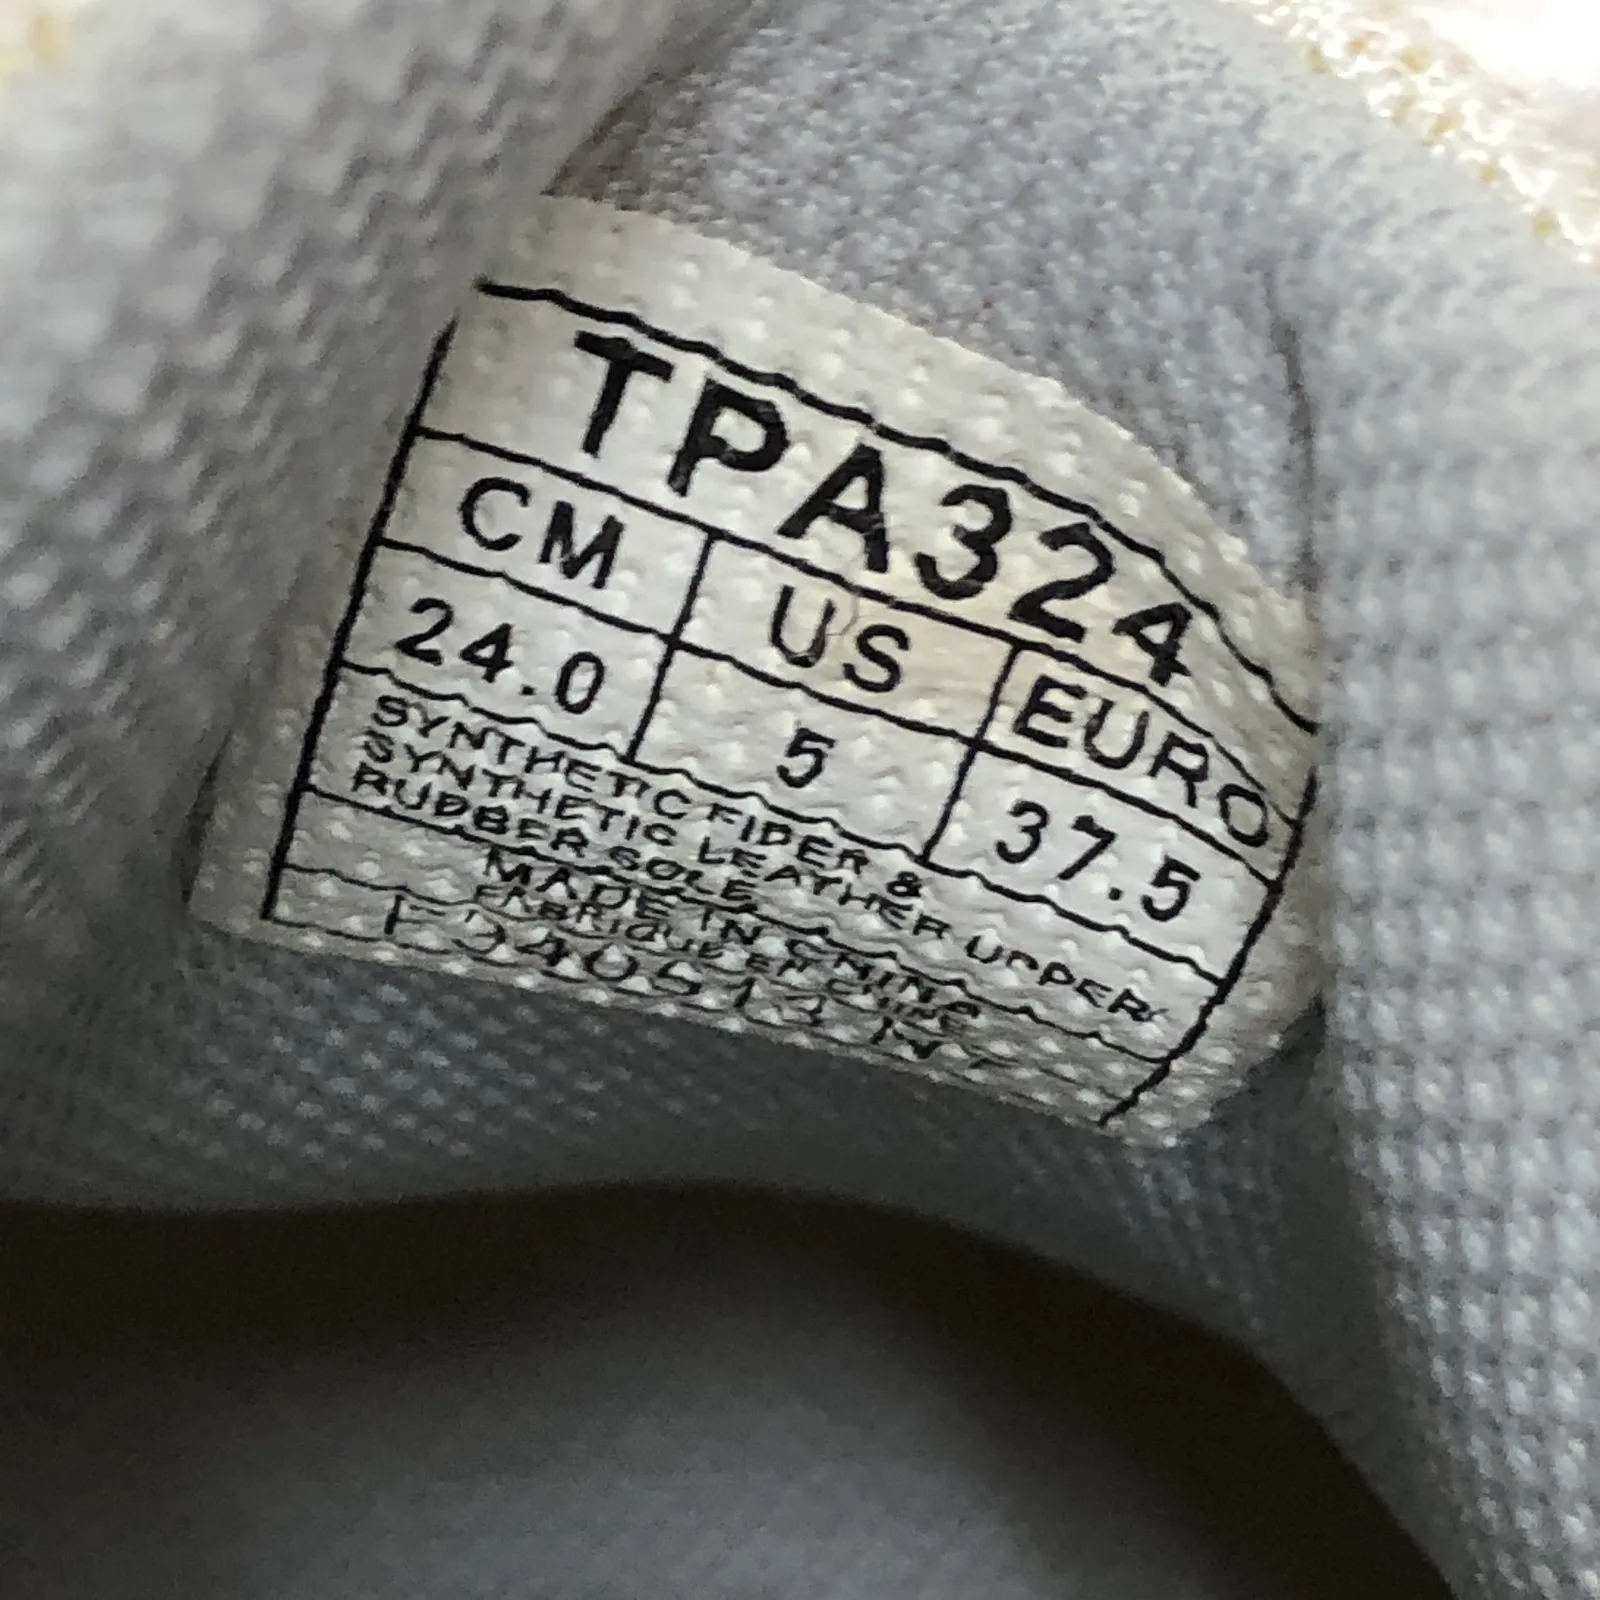 TPA324
CM US EURO
24.0 5 37.5
SYNTHETIC FIBER &
SYNTHETIC LEATHER UPPER/
RUBBER SOLE
MADE IN CHINA
FABRIQUE EN CHINE